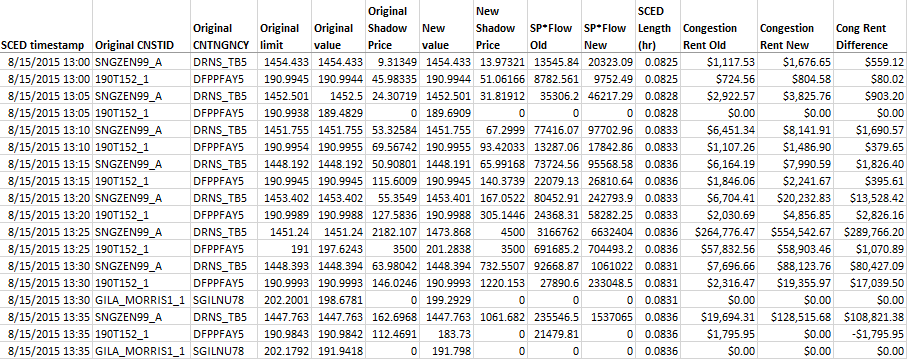 SCED timestamp Original CNSTID Original CNTNGNCY Original limit Original value Original Shadow Price New value New Shadow Price SP*Flow Old SP*Flow New SCED Length (hr) Congestion Rent Old Congestion Rent New Cong Rent Difference
8/15/2015 13:00 SNGZEN99_A DRNS_TB5 1454.433 1454.433 9.31349 1454.433 13.97321 13545.84 20323.09 0.0825 $1,117.53 $1,676.65 $559.12
8/15/2015 13:00 190T152_1 DFPPFAY5 190.9945 190.9944 45.98335 190.9944 51.06166 8782.561 9752.49 0.0825 $724.56 $804.58 $80.02
8/15/2015 13:05 SNGZEN99_A DRNS_TB5 1452.501 1452.5 24.30719 1452.501 31.81912 35306.2 46217.29 0.0828 $2,922.57 $3,825.76 $903.20
8/15/2015 13:05 190T152_1 DFPPFAY5 190.9938 189.4829 0 189.6909 0 0 0 0.0828 $0.00 $0.00 $0.00
8/15/2015 13:10 SNGZEN99_A DRNS_TB5 1451.755 1451.755 53.32584 1451.755 67.2999 77416.07 97702.96 0.0833 $6,451.34 $8,141.91 $1,690.57
8/15/2015 13:10 190T152_1 DFPPFAY5 190.9954 190.9955 69.56742 190.9955 93.42033 13287.06 17842.86 0.0833 $1,107.26 $1,486.90 $379.65
8/15/2015 13:15 SNGZEN99_A DRNS_TB5 1448.192 1448.192 50.90801 1448.191 65.99168 73724.56 95568.58 0.0836 $6,164.19 $7,990.59 $1,826.40
8/15/2015 13:15 190T152_1 DFPPFAY5 190.9945 190.9945 115.6009 190.9945 140.3739 22079.13 26810.64 0.0836 $1,846.06 $2,241.67 $395.61
8/15/2015 13:20 SNGZEN99_A DRNS_TB5 1453.402 1453.402 55.3549 1453.401 167.0522 80452.91 242793.9 0.0833 $6,704.41 $20,232.83 $13,528.42
8/15/2015 13:20 190T152_1 DFPPFAY5 190.9989 190.9988 127.5836 190.9988 305.1446 24368.31 58282.25 0.0833 $2,030.69 $4,856.85 $2,826.16
8/15/2015 13:25 SNGZEN99_A DRNS_TB5 1451.24 1451.24 2182.107 1473.868 4500 3166762 6632404 0.0836 $264,776.47 $554,542.67 $289,766.20
8/15/2015 13:25 190T152_1 DFPPFAY5 191 197.6243 3500 201.2838 3500 691685.2 704493.2 0.0836 $57,832.56 $58,903.46 $1,070.89
8/15/2015 13:30 SNGZEN99_A DRNS_TB5 1448.393 1448.394 63.98042 1448.394 732.5507 92668.87 1061022 0.0831 $7,696.66 $88,123.76 $80,427.09
8/15/2015 13:30 190T152_1 DFPPFAY5 190.9993 190.9993 146.0246 190.9993 1220.153 27890.6 233048.5 0.0831 $2,316.47 $19,355.97 $17,039.50
8/15/2015 13:30 GILA_MORRIS1_1 SGILNU78 202.2001 198.6781 0 199.2929 0 0 0 0.0831 $0.00 $0.00 $0.00
8/15/2015 13:35 SNGZEN99_A DRNS_TB5 1447.763 1447.763 162.6968 1447.763 1061.682 235546.5 1537065 0.0836 $19,694.31 $128,515.68 $108,821.38
8/15/2015 13:35 190T152_1 DFPPFAY5 190.9843 190.9842 112.4691 183.73 0 21479.81 0 0.0836 $1,795.95 $0.00 -$1,795.95
8/15/2015 13:35 GILA_MORRIS1_1 SGILNU78 202.1792 191.9418 0 191.798 0 0 0 0.0836 $0.00 $0.00 $0.00